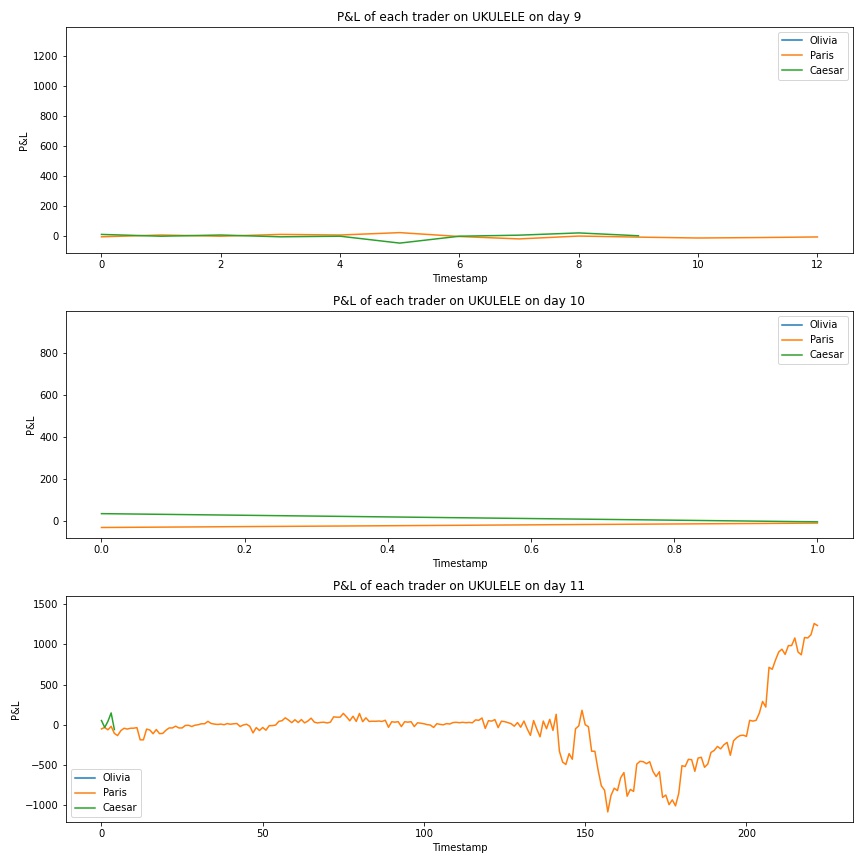 P&L of each trader on UKULELE on day 9
1200
1000
800
600
400
200
0
P&L
0 2 4 6 8 10 12
Timestamp
Olivia
Paris
Caesar
P&L of each trader on UKULELE on day 10
800
600
400
200
0
P&L
0.0 0.2 0.4 0.6 0.8 1.0
Timestamp
Olivia
Paris
Caesar
P&L of each trader on UKULELE on day 11
1500
1000
500
0
−500
−1000
P&L
0 50 100 150 200
Timestamp
Olivia
Paris
Caesar